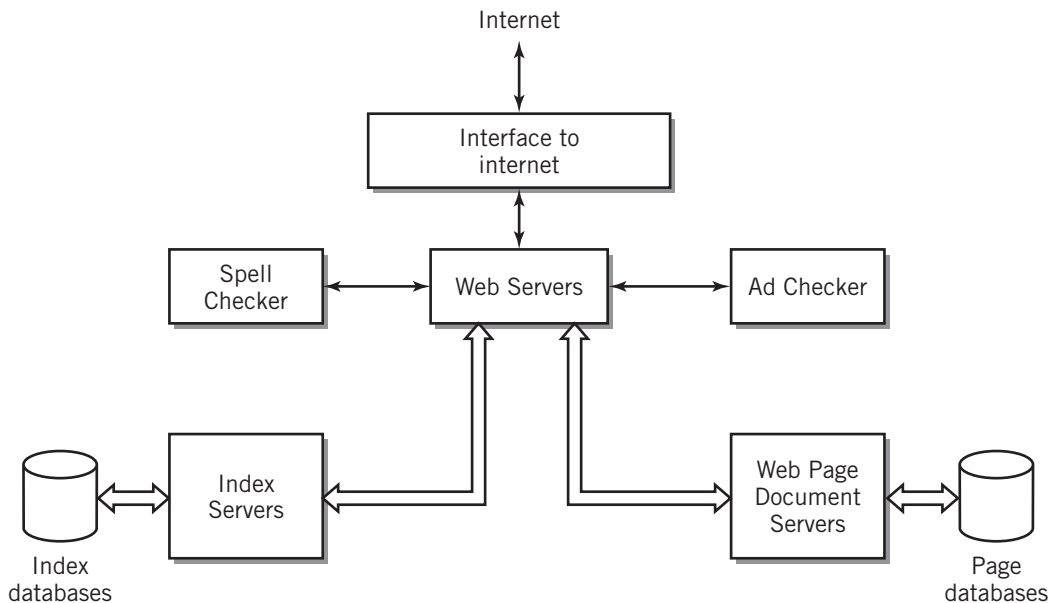 Internet
Interface to
internet
Spell
Checker
Web Servers
Ad Checker
Index
Servers
Web Page
Document
Servers
Index
databases
Page
databases